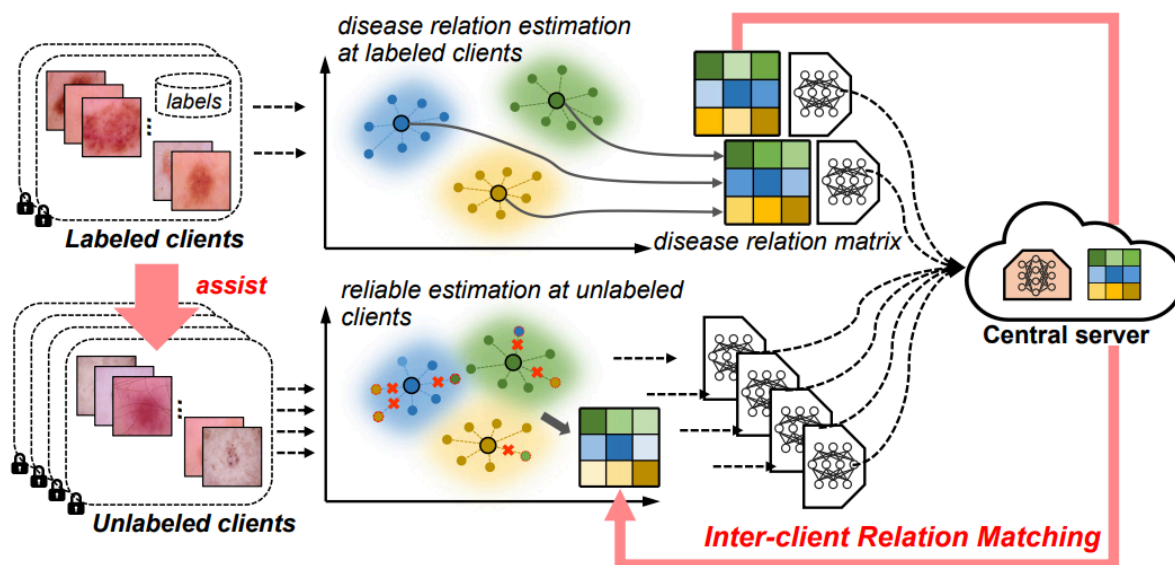 disease relation estimation
at labeled clients
labels
Labeled clients
disease relation matrix
assist
reliable estimation at unlabeled
clients
Central server
Unlabeled clients
Inter-client Relation Matching